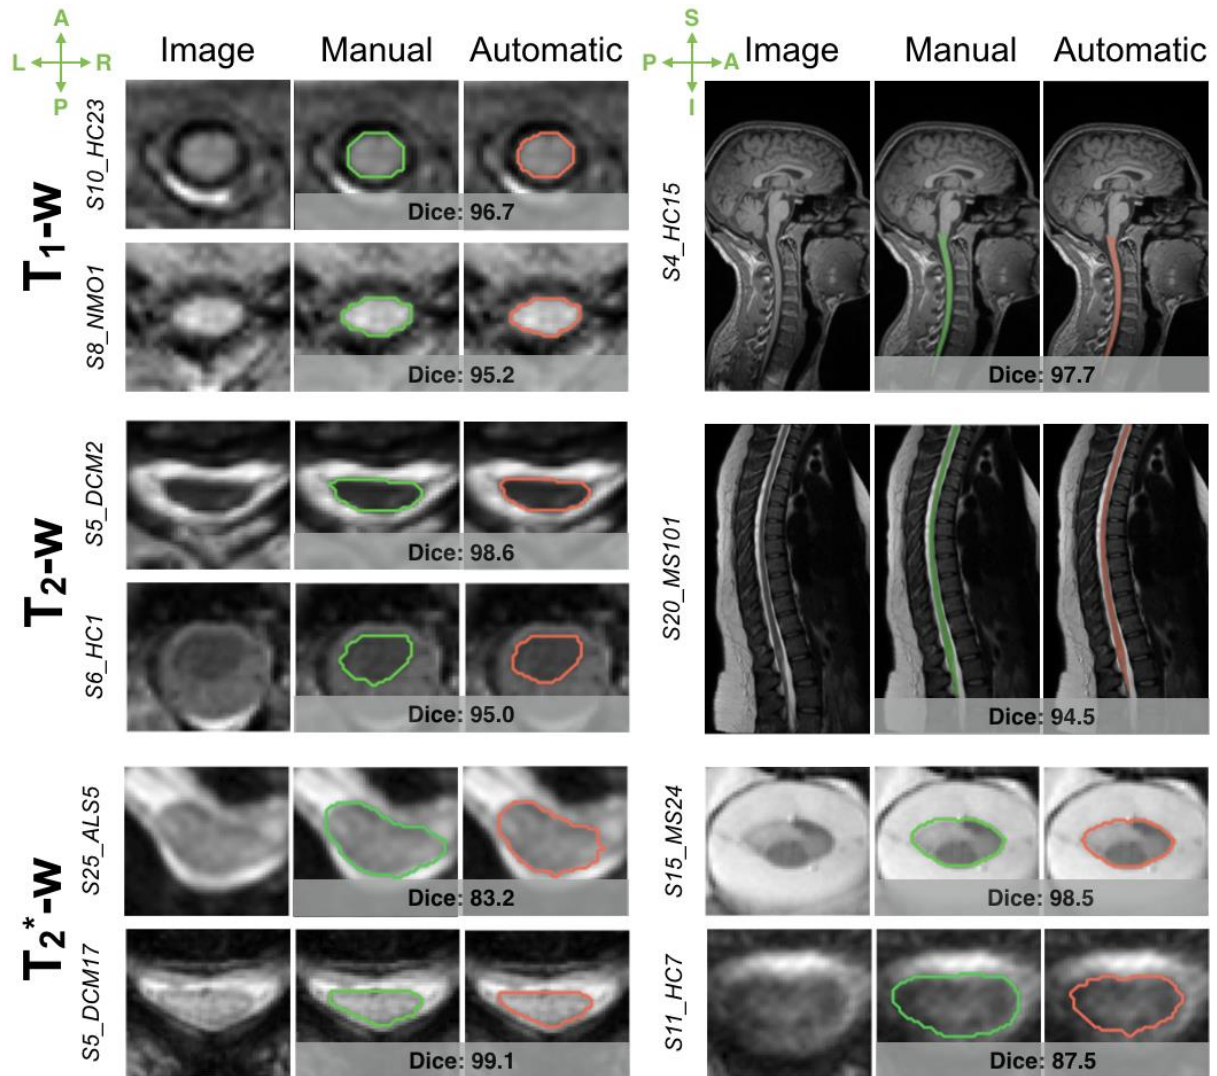 A
L R
P
Image Manual Automatic
S
P A
I
Image Manual Automatic
T1-w
S10_HC23
Dice: 96.7
S8_NMO1
Dice: 95.2
S4_HC15
Dice: 97.7
T2-w
S5_DCM2
Dice: 98.6
S6_HC1
Dice: 95.0
S20_MS101
Dice: 94.5
T2*-w
S25_ALS5
Dice: 83.2
S5_DCM17
Dice: 99.1
S15_MS24
Dice: 98.5
S11_HC7
Dice: 87.5